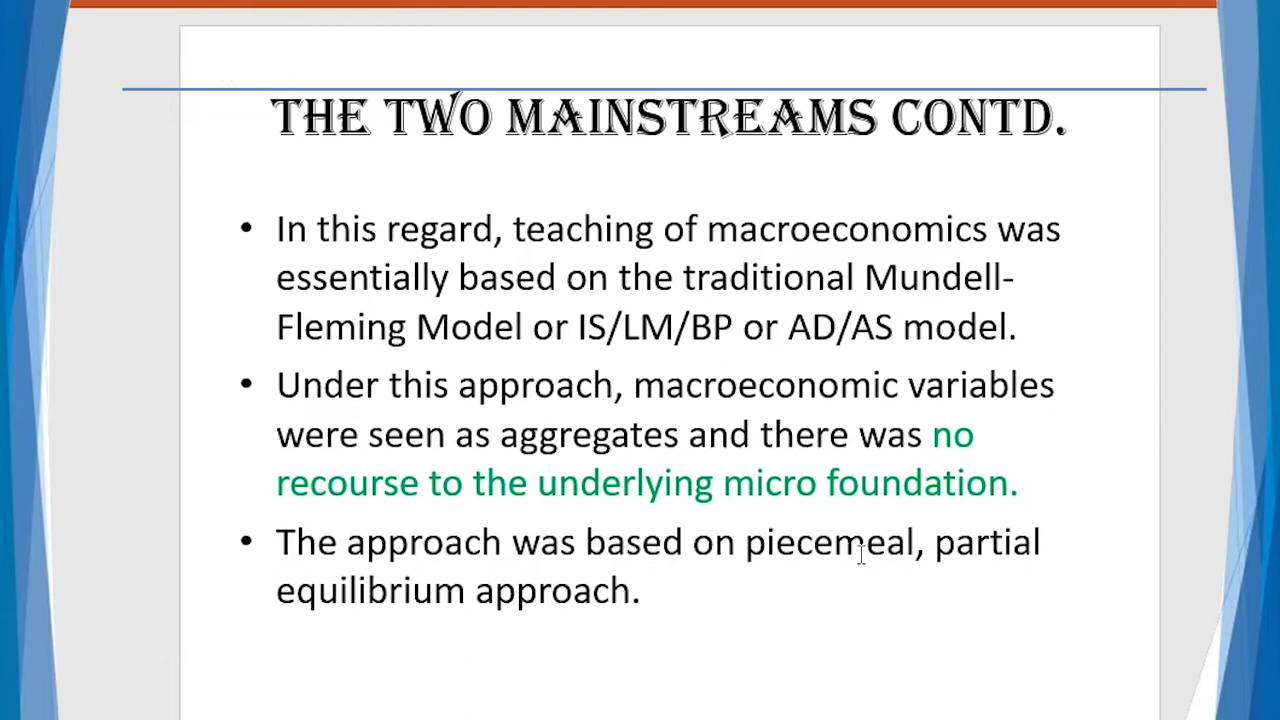 THE TWO MAINSTREAMS CONTD.
• In this regard, teaching of macroeconomics was
essentially based on the traditional Mundell-
Fleming Model or IS/LM/BP or AD/AS model.
• Under this approach, macroeconomic variables
were seen as aggregates and there was no
recourse to the underlying micro foundation.
• The approach was based on piecemeal, partial
equilibrium approach.